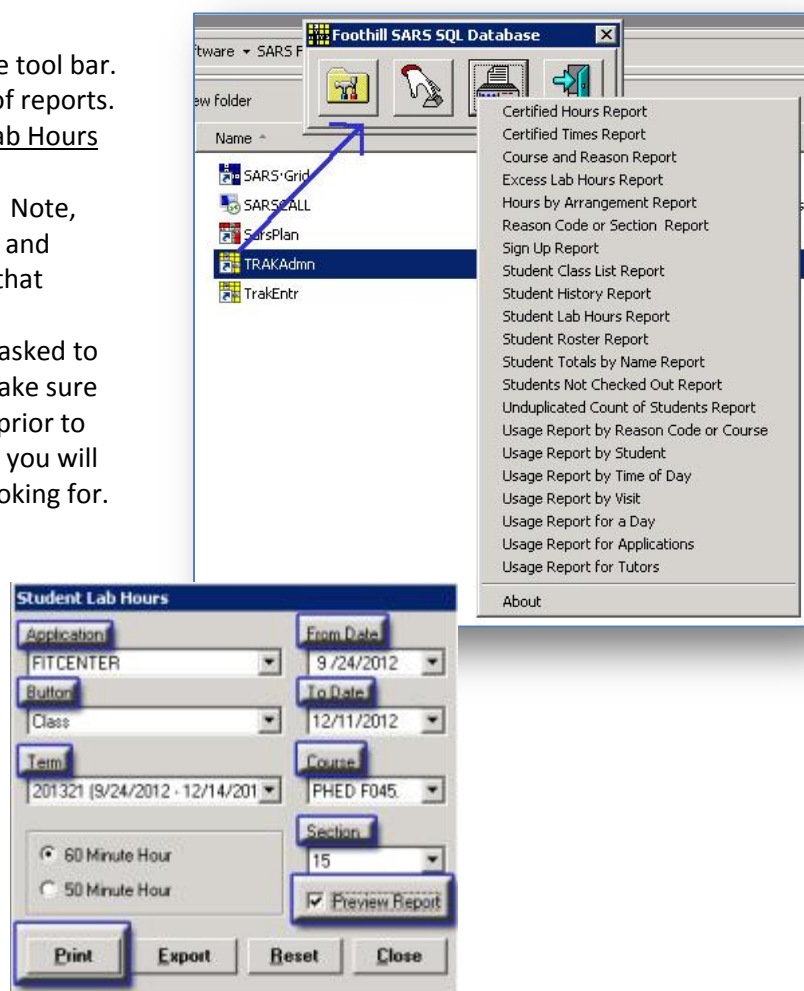 e tool bar.
of reports.
ab Hours
Note,
and
that
asked to
ake sure
prior to
you will
oking for.
Foothill SARS SQL Database
tware SARS F
ew folder
Name
SARS·Grid
SARSCALL
SarsPlan
TRAKAdmn
TrakEntr
Certified Hours Report
Certified Times Report
Course and Reason Report
Excess Lab Hours Report
Hours by Arrangement Report
Reason Code or Section Report
Sign Up Report
Student Class List Report
Student History Report
Student Lab Hours Report
Student Roster Report
Student Totals by Name Report
Students Not Checked Out Report
Unduplicated Count of Students Report
Usage Report by Reason Code or Course
Usage Report by Student
Usage Report by Time of Day
Usage Report by Visit
Usage Report for a Day
Usage Report for Applications
Usage Report for Tutors
About
Student Lab Hours
Application From Date
FITCENTER 9/24/2012
Button To Date
Class 12/11/2012
Term Course
201321 (9/24/2012 - 12/14/201 PHED F045.
Section
60 Minute Hour 15
50 Minute Hour Preview Report
Print Export Reset Close